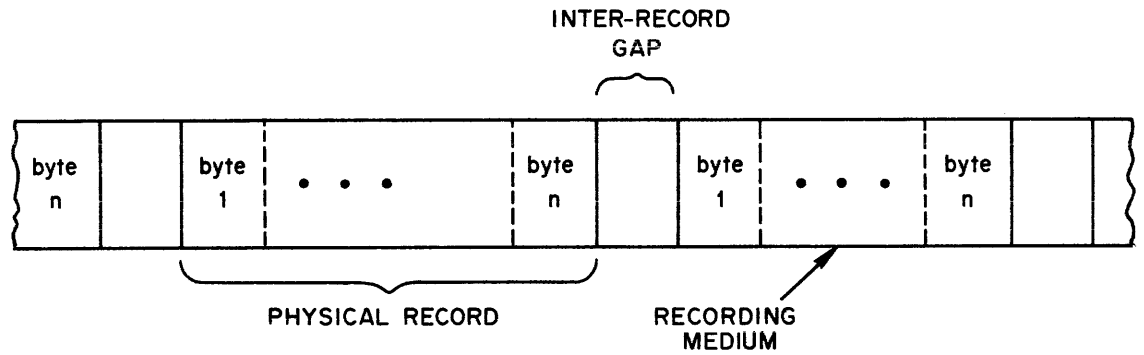 INTER-RECORD
GAP
byte
n
byte
1
• • •
byte
n
byte
1
• • •
byte
n
PHYSICAL RECORD
RECORDING
MEDIUM